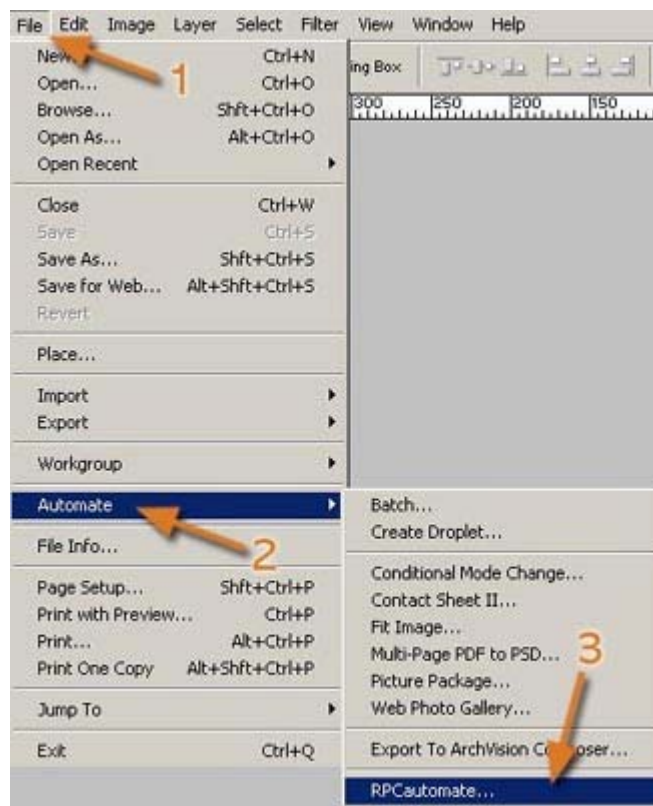 File Edit Image Layer Select Filter View Window Help
New... Ctrl+N
1
ing Box
Open... Ctrl+O
Browse... Shft+Ctrl+O
300 250 200 150
Open As... Alt+Ctrl+O
Open Recent
Close Ctrl+W
Save Ctrl+S
Save As... Shft+Ctrl+S
Save for Web... Alt+Shft+Ctrl+S
Revert
Place...
Import
Export
Workgroup
Automate
2
File Info...
Page Setup... Shft+Ctrl+P
Print with Preview... Ctrl+P
Print... Alt+Ctrl+P
Print One Copy Alt+Shft+Ctrl+P
Jump To
Exit Ctrl+Q
Batch...
Create Droplet...
Conditional Mode Change...
Contact Sheet II...
Fit Image...
Multi-Page PDF to PSD...
3
Picture Package...
Web Photo Gallery...
Export To ArchVision Composer...
RPCautomate...